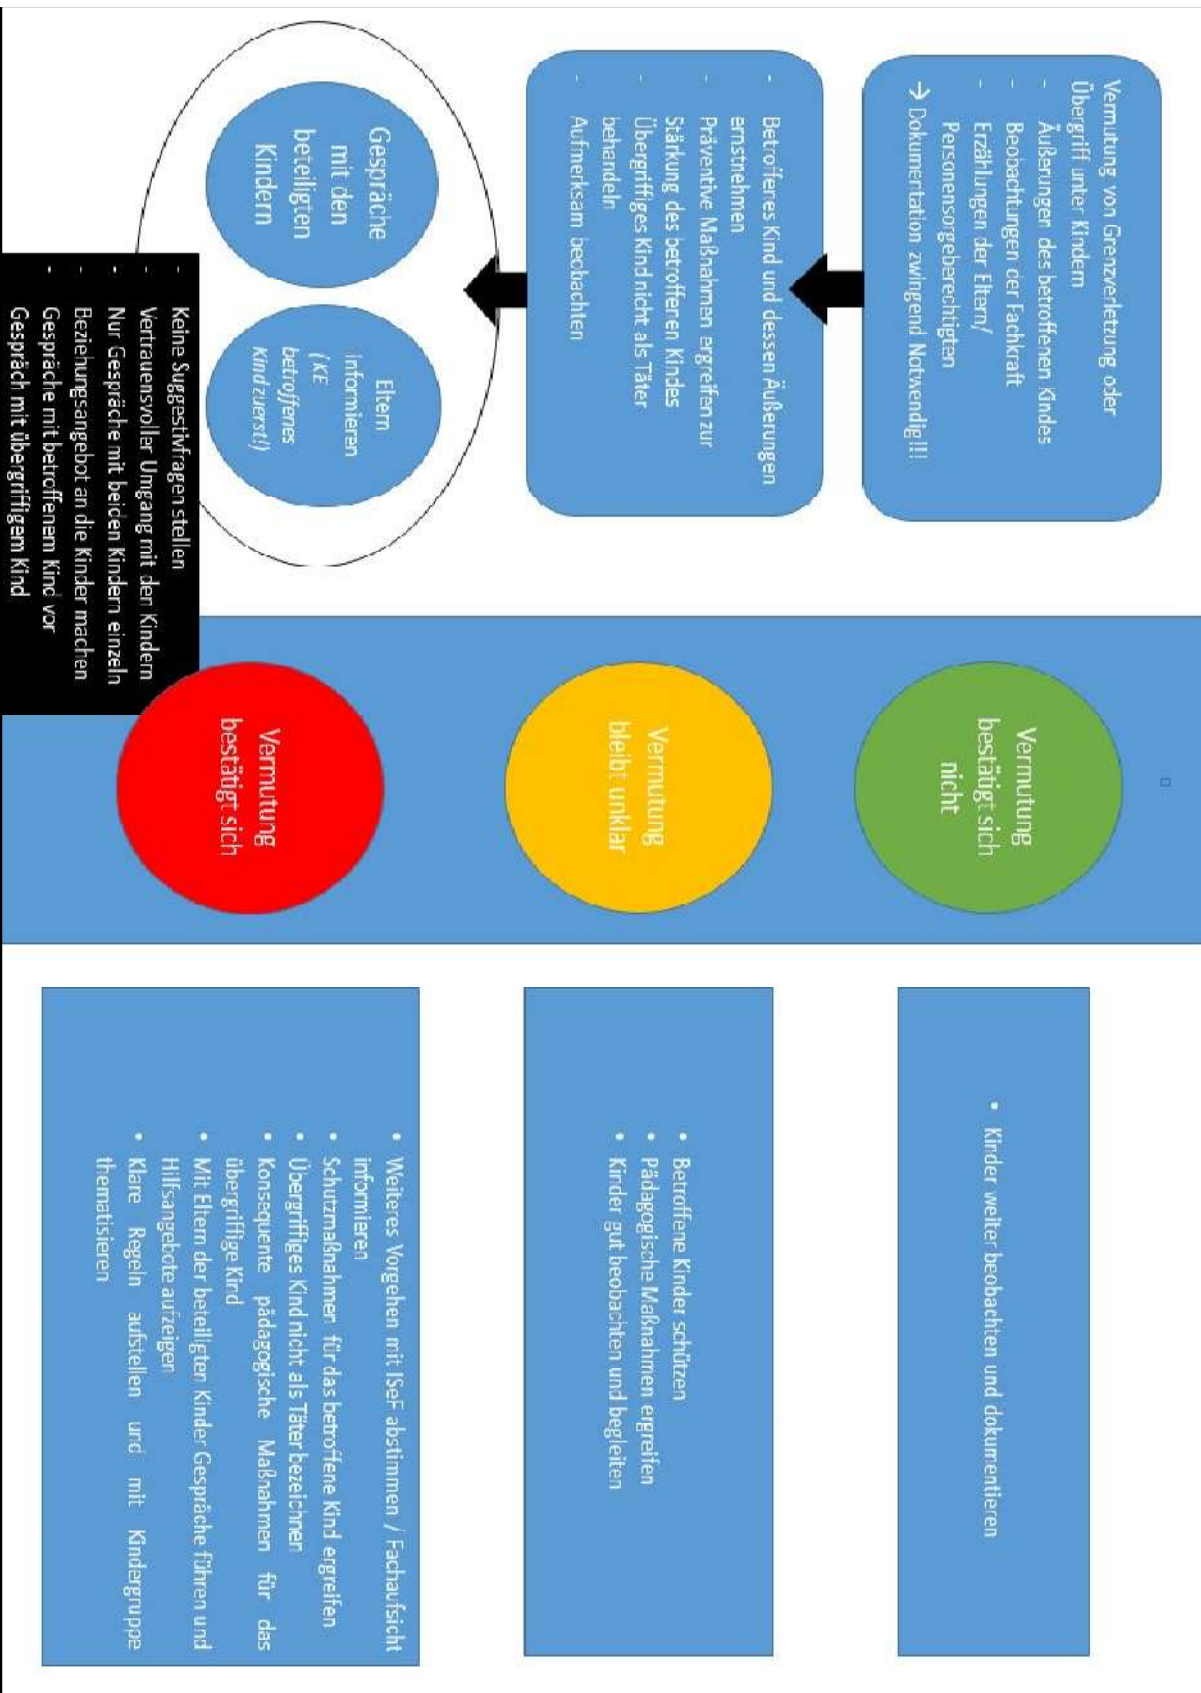 Vermutung von Grenzverletzung oder
Übergriff unter Kindern
- Äußerungen des betroffenen Kindes
- Beobachtungen der Fachkraft
- Erzählungen der Eltern/
Personensorgeberechtigten
→ Dokumentation zwingend Notwendig!!!!
- Betroffenes Kind und dessen Äußerungen
ernstnehmen
- Präventive Maßnahmen ergreifen zur
Stärkung des betroffenen Kindes
- Übergriffiges Kind nicht als Täter
behandeln
- Aufmerksam beobachten
Gespräche
mit den
beteiligten
Kindern
Eltern
informieren
( KE
betroffenes
Kind zuerst!)
- Keine Suggestivfragen stellen
- Vertrauensvoller Umgang mit den Kindern
- Nur Gespräche mit beiden Kindern einzeln
- Beziehungsangebot an die Kinder machen
- Gespräche mit betroffenem Kind vor
Gespräch mit übergriffigem Kind
Vermutung
bestätigt sich
nicht
Vermutung
bleibt unklar
Vermutung
bestätigt sich
• Kinder weiter beobachten und dokumentieren
• Betroffene Kinder schützen
• Pädagogische Maßnahmen ergreifen
• Kinder gut beobachten und begleiten
• Weiteres Vorgehen mit ISeF abstimmen / Fachaufsicht
informieren
• Schutzmaßnahmen für das betroffene Kind ergreifen
• Übergriffiges Kind nicht als Täter bezeichnen
• Konsequente pädagogische Maßnahmen für das
übergriffige Kind
• Mit Eltern der beteiligten Kinder Gespräche führen und
Hilfsangebote aufzeigen
• Klare Regeln aufstellen und mit Kindergruppe
thematisieren